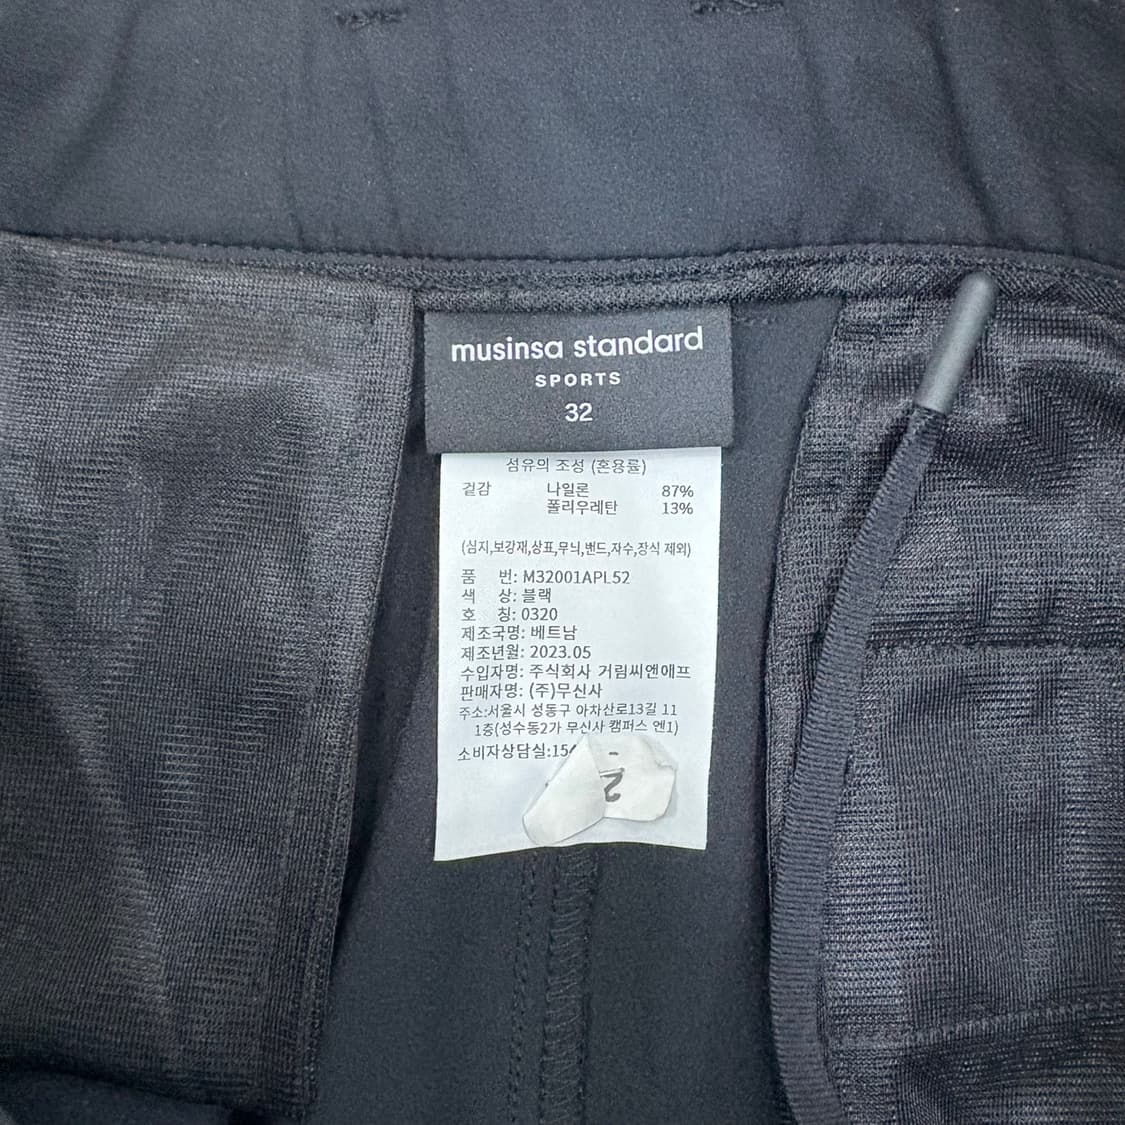 musinsa standard
SPORTS
32
섬유의 조성 (혼용률)
겉감 나일론 87%
폴리우레탄 13%
(심지,보강재,상표,무늬,밴드,자수,장식 제외)
품 번: M32001APL52
색 상: 블랙
호 칭: 0320
제조국명: 베트남
제조년월: 2023.05
수입자명: 주식회사 거림씨엔에프
판매자명: (주)무신사
주소:서울시 성동구 아차산로13길 11
1층(성수동2가 무신사 캠퍼스 엔1)
소비자상담실:154
2